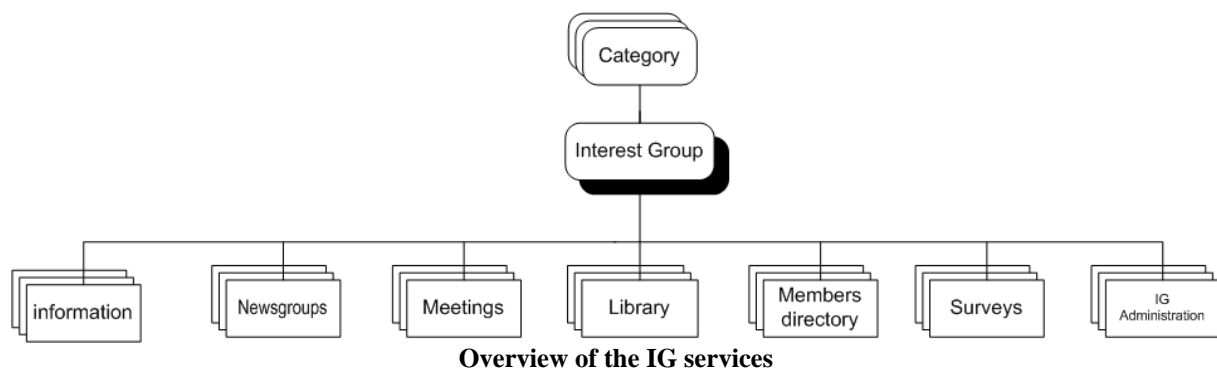 Category
Interest Group
information
Newsgroups
Meetings
Library
Members
directory
Surveys
IG
Administration
Overview of the IG services